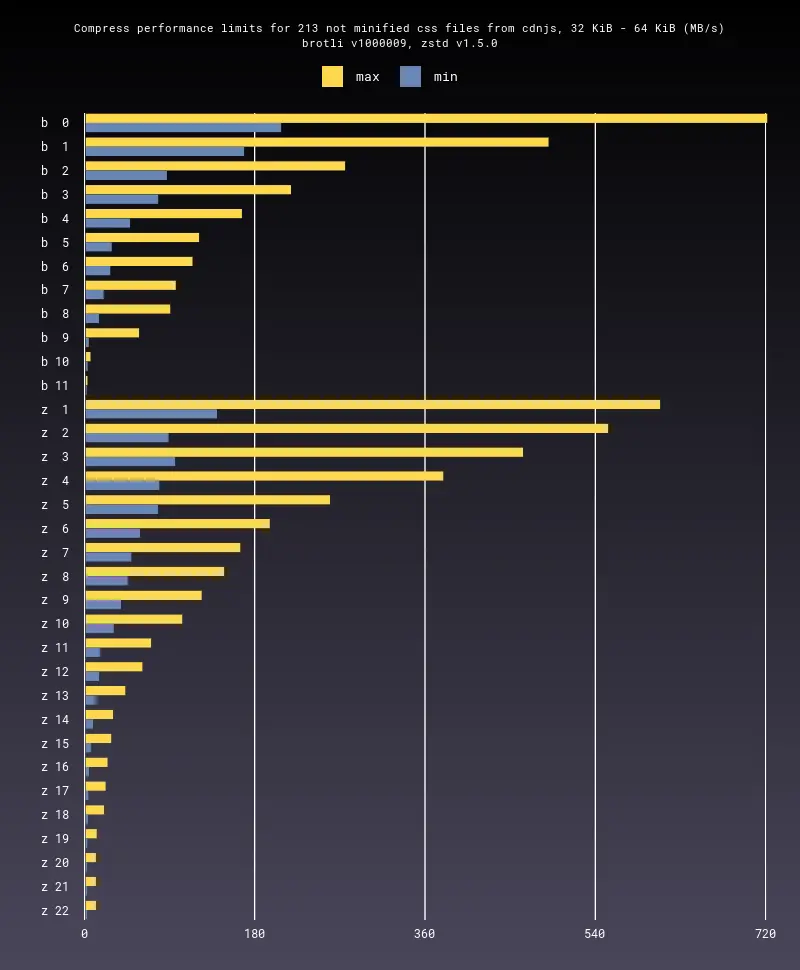 Compress performance limits for 213 not minified css files from cdnjs, 32 KiB - 64 KiB (MB/s)
brotli v1000009, zstd v1.5.0
max min
b 0
b 1
b 2
b 3
b 4
b 5
b 6
b 7
b 8
b 9
b 10
b 11
z 1
z 2
z 3
z 4
z 5
z 6
z 7
z 8
z 9
z 10
z 11
z 12
z 13
z 14
z 15
z 16
z 17
z 18
z 19
z 20
z 21
z 22
0 180 360 540 720